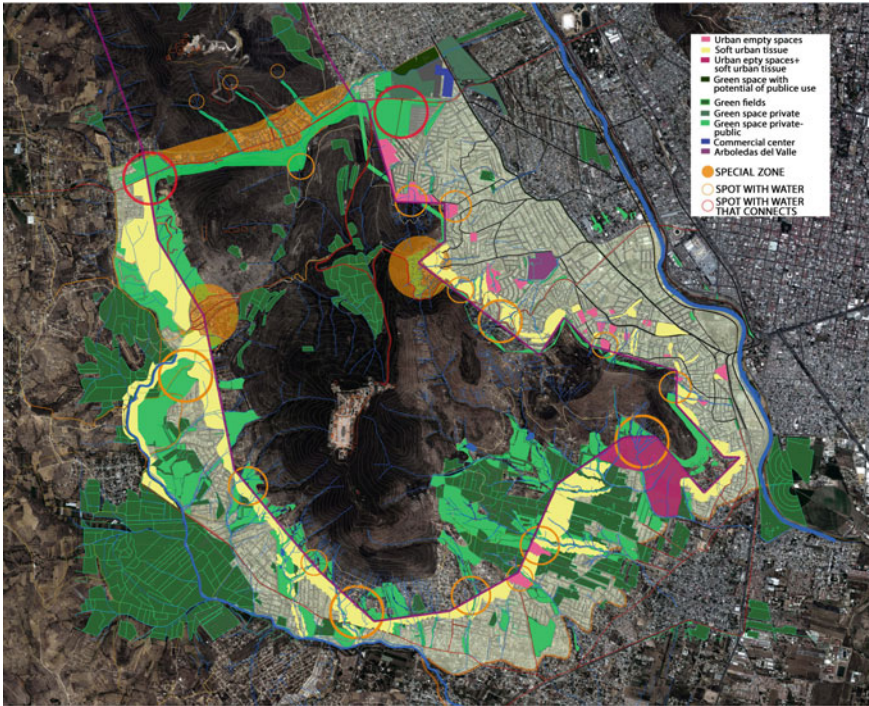 Urban empty spaces
Soft urban tissue
Urban epty spaces+
soft urban tissue
Green space with
potential of publice use
Green fields
Green space private
Green space private-
public
Commercial center
Arboledas del Valle
SPECIAL ZONE
SPOT WITH WATER
SPOT WITH WATER
THAT CONNECTS